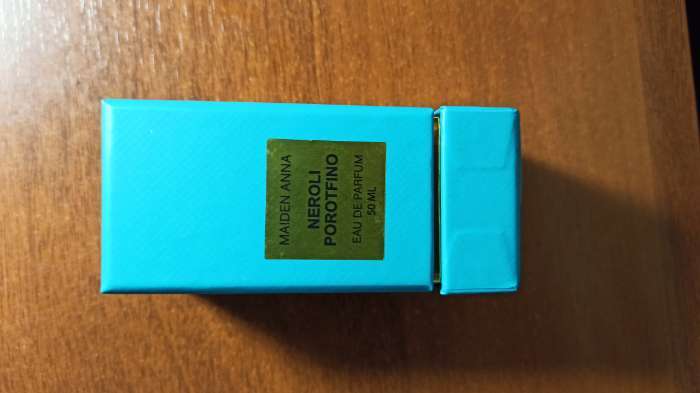 MAIDEN ANNA
NEROLI
POROTFINO
EAU DE PARFUM
50 ML